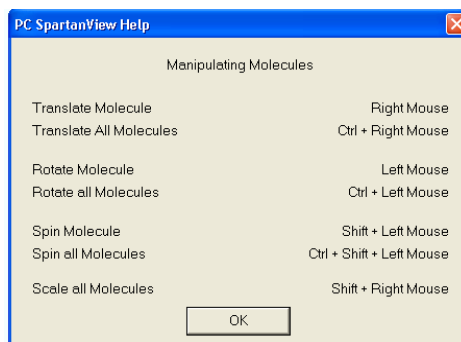 PC SpartanView Help
Manipulating Molecules
Translate Molecule Right Mouse
Translate All Molecules Ctrl + Right Mouse
Rotate Molecule Left Mouse
Rotate all Molecules Ctrl + Left Mouse
Spin Molecule Shift + Left Mouse
Spin all Molecules Ctrl + Shift + Left Mouse
Scale all Molecules Shift + Right Mouse
OK